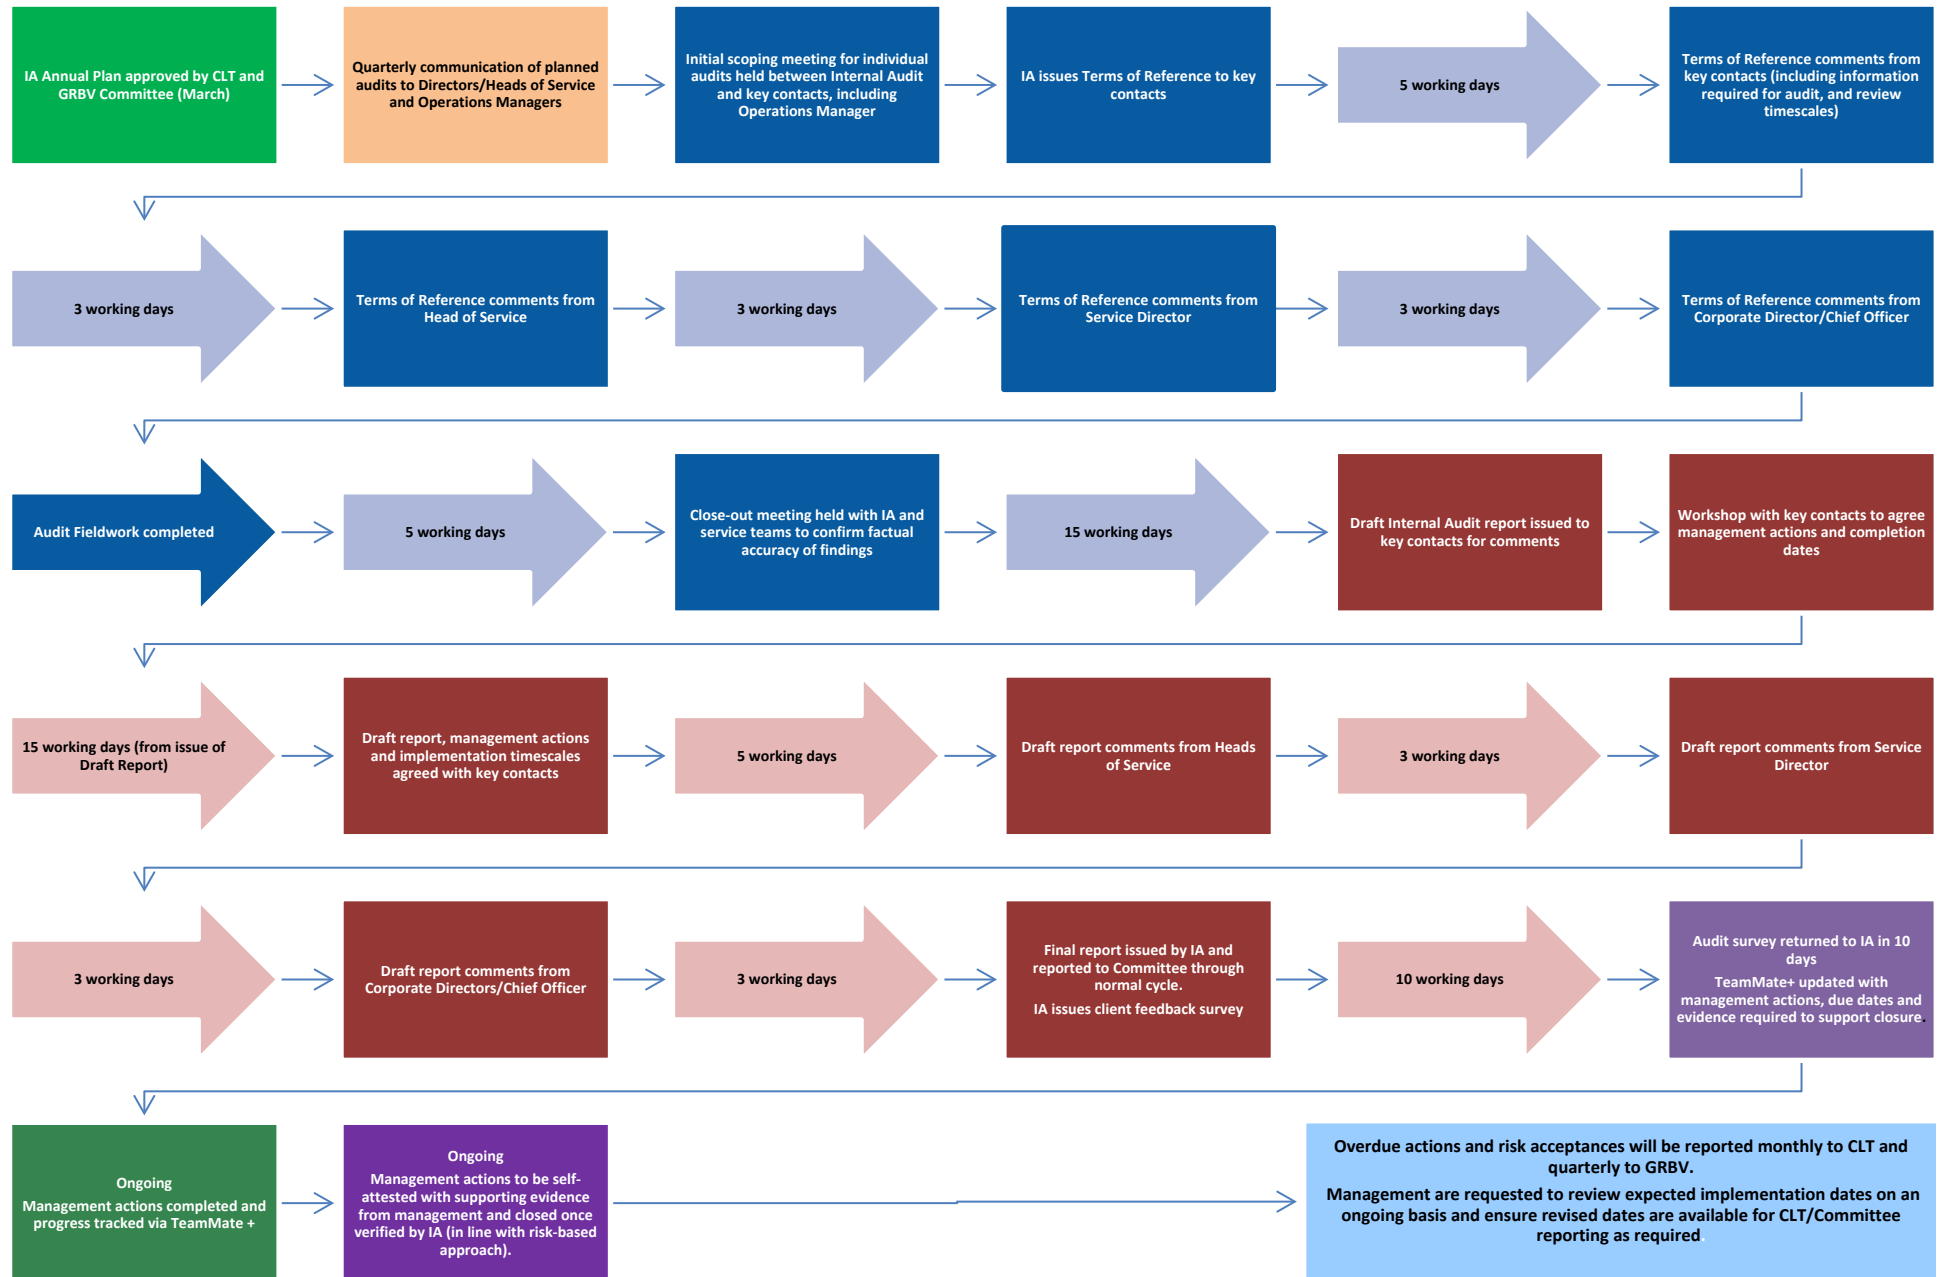 IA Annual Plan approved by CLT and
GRBV Committee (March)
Quarterly communication of planned
audits to Directors/Heads of Service
and Operations Managers
Initial scoping meeting for individual
audits held between Internal Audit
and key contacts, including
Operations Manager
IA issues Terms of Reference to key
contacts
5 working days
Terms of Reference comments from
key contacts (including information
required for audit, and review
timescales)
3 working days
Terms of Reference comments from
Head of Service
3 working days
Terms of Reference comments from
Service Director
3 working days
Terms of Reference comments from
Corporate Director/Chief Officer
Audit Fieldwork completed
5 working days
Close-out meeting held with IA and
service teams to confirm factual
accuracy of findings
15 working days
Draft Internal Audit report issued to
key contacts for comments
Workshop with key contacts to agree
management actions and completion
dates
15 working days (from issue of
Draft Report)
Draft report, management actions
and implementation timescales
agreed with key contacts
5 working days
Draft report comments from Heads
of Service
3 working days
Draft report comments from Service
Director
3 working days
Draft report comments from
Corporate Directors/Chief Officer
3 working days
Final report issued by IA and
reported to Committee through
normal cycle.
IA issues client feedback survey
10 working days
Audit survey returned to IA in 10
days
TeamMate+ updated with
management actions, due dates and
evidence required to support closure.
Ongoing
Management actions completed and
progress tracked via TeamMate +
Ongoing
Management actions to be self-
attested with supporting evidence
from management and closed once
verified by IA (in line with risk-based
approach).
Overdue actions and risk acceptances will be reported monthly to CLT and
quarterly to GRBV.
Management are requested to review expected implementation dates on an
ongoing basis and ensure revised dates are available for CLT/Committee
reporting as required.